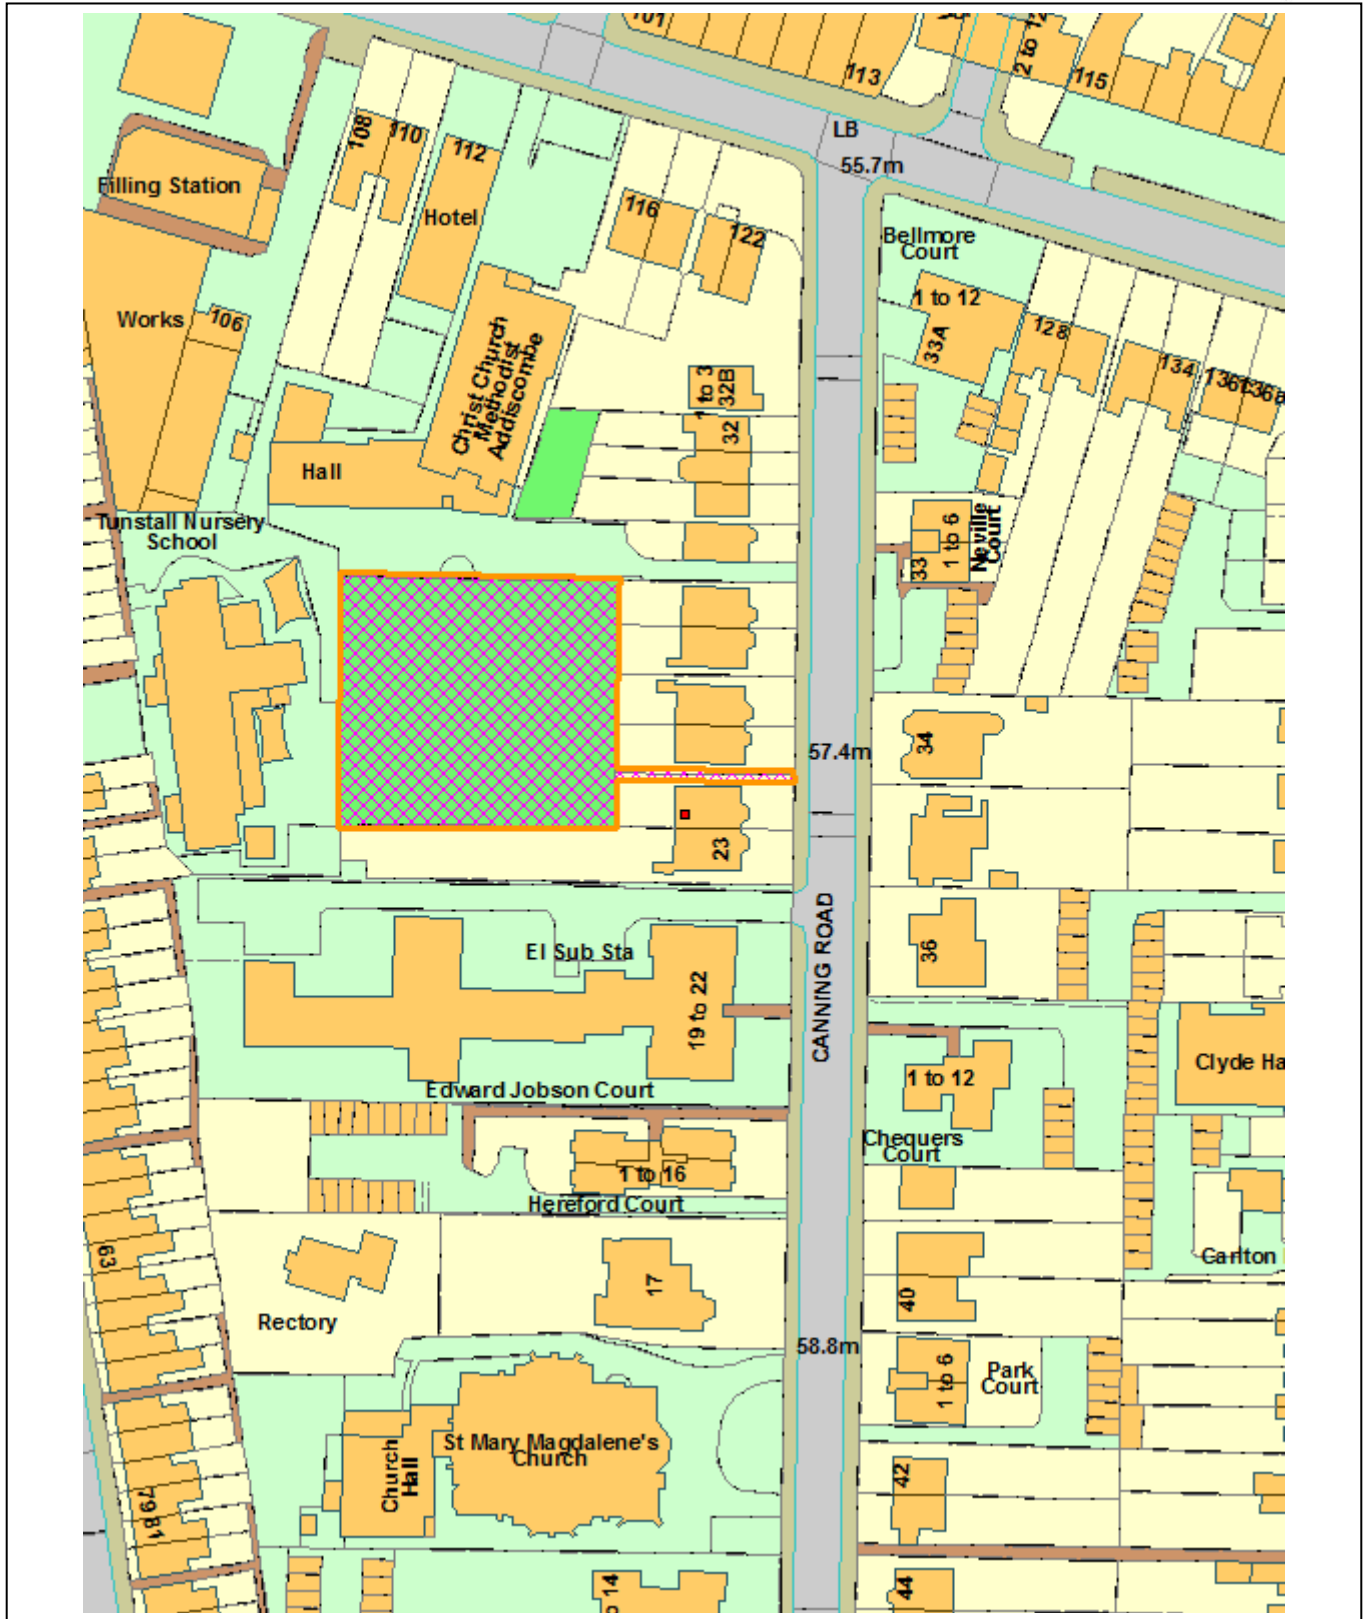 101
113
2 to 12
115
LB
55.7m
108
110
112
Filling Station
Hotel
116
122
Bellmore
Court
1 to 12
33A
128
134
Works
106
Christ Church
Methodist
Addiscombe
1 to 3
32B
32
Hall
Tunstall Nursery
School
33
1 to 6
Neville
Court
34
57.4m
23
36
El Sub Sta
19 to 22
CANNING ROAD
Edward Jobson Court
1 to 12
Clyde Ha
Chequers
Court
1 to 16
Hereford Court
63
17
40
Carlton
Rectory
58.8m
1 to 6
Park
Court
St Mary Magdalene's
Church
Church
Hall
42
79
81
44
o 14